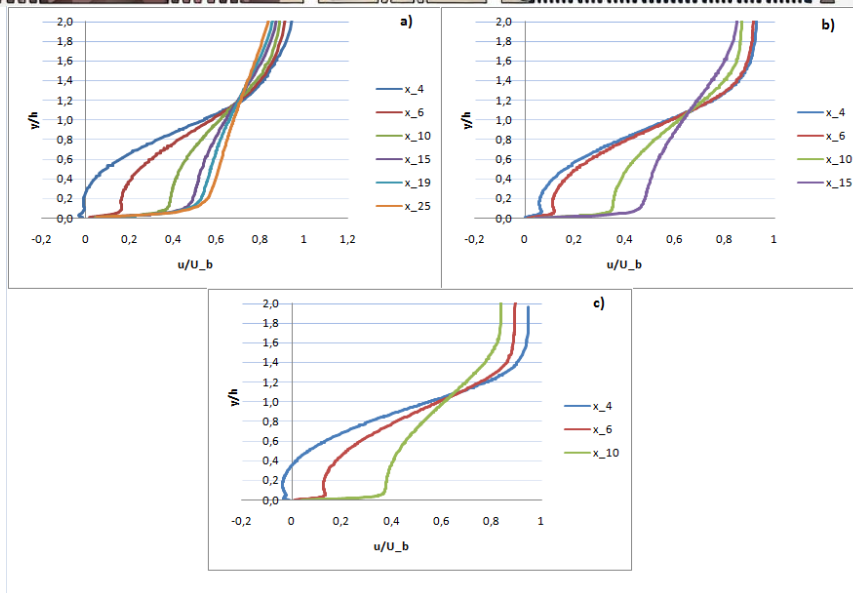 a)
2,0
1,8
1,6
1,4
1,2
1,0
0,8
0,6
0,4
0,2
0,0
y/h
-0,2 0 0,2 0,4 0,6 0,8 1 1,2
u/U_b
x_4
x_6
x_10
x_15
x_19
x_25
b)
2,0
1,8
1,6
1,4
1,2
1,0
0,8
0,6
0,4
0,2
0,0
y/h
-0,2 0 0,2 0,4 0,6 0,8 1
u/U_b
x_4
x_6
x_10
x_15
c)
2,0
1,8
1,6
1,4
1,2
1,0
0,8
0,6
0,4
0,2
0,0
y/h
-0,2 0 0,2 0,4 0,6 0,8 1
u/U_b
x_4
x_6
x_10